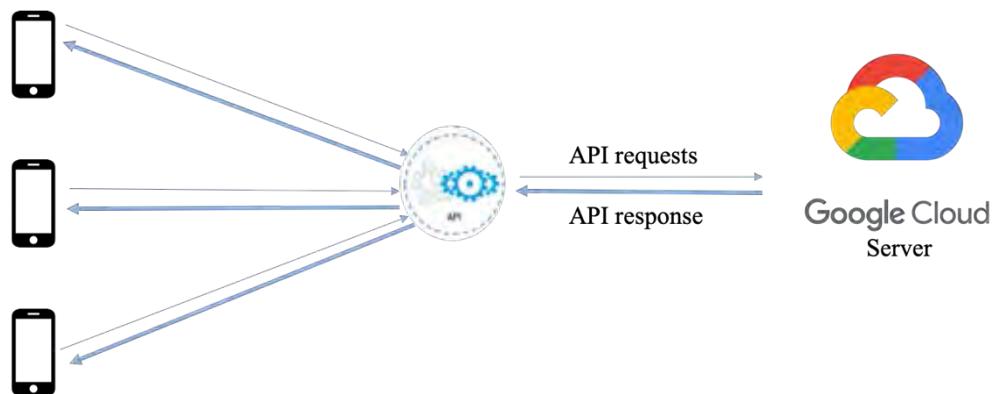 API requests
API
API response
Google Cloud
Server